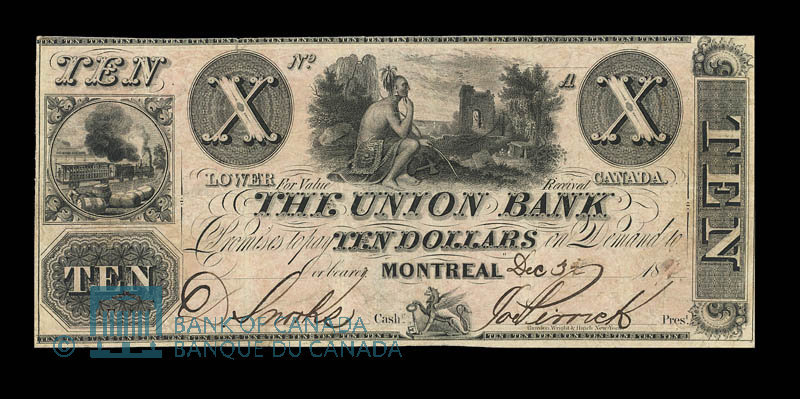 TEN
No
A
X
X
LOWER For Value Received CANADA.
THE UNION BANK
Promises to pay TEN DOLLARS on Demand to
or bearer MONTREAL Dec 18
TEN
TEN
Cash. Pres.
BANK OF CANADA
© BANQUE DU CANADA